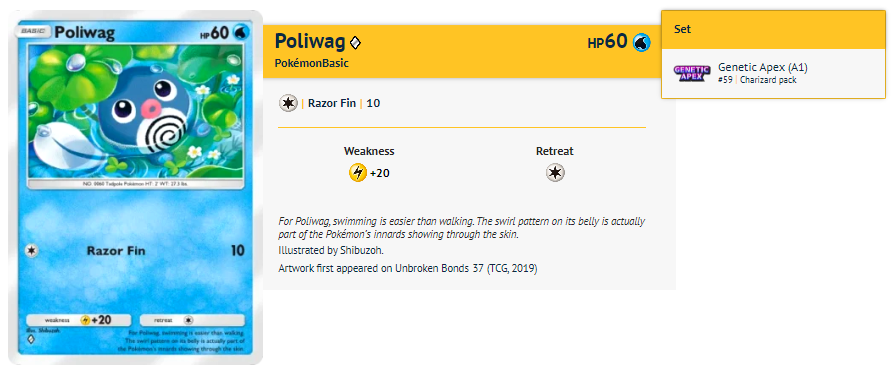 BASIC Poliwag HP60
NO. 0060 Tadpole Pokémon HT: 2' WT: 27.3 lbs.
Razor Fin 10
weakness +20 retreat
Illus. Shibuzoh
For Poliwag, swimming is easier than walking.
The swirl pattern on its belly is actually part of
the Pokémon's innards showing through the skin.
Poliwag HP60
PokémonBasic
| Razor Fin | 10
Weakness Retreat
+20
For Poliwag, swimming is easier than walking. The swirl pattern on its belly is actually
part of the Pokémon's innards showing through the skin.
Illustrated by Shibuzoh.
Artwork first appeared on Unbroken Bonds 37 (TCG, 2019)
Set
GENETIC
APEX
Genetic Apex (A1)
#59 | Charizard pack